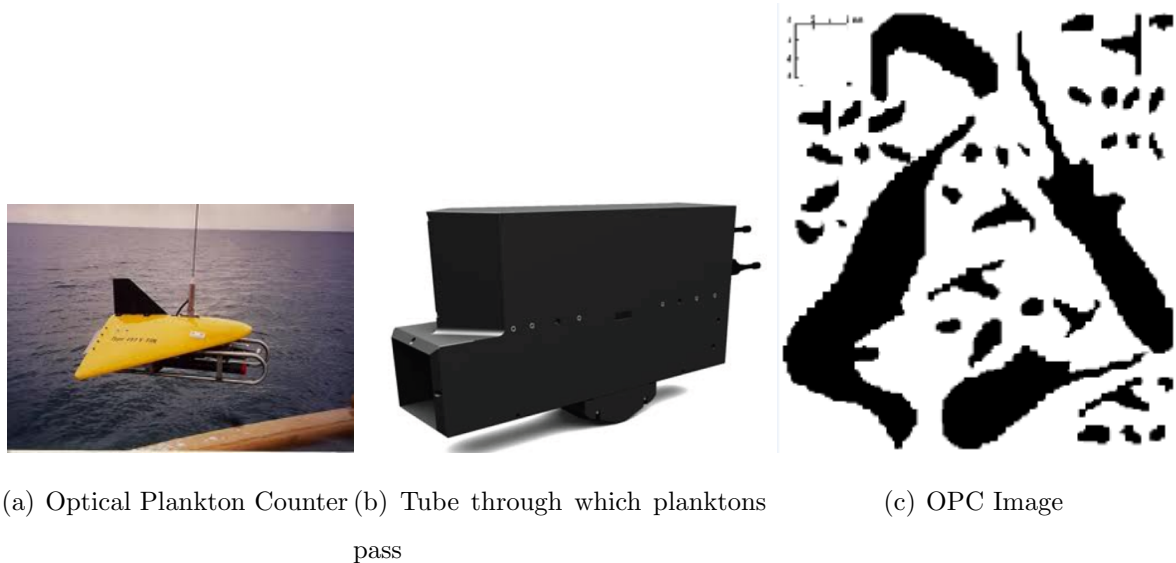 (a) Optical Plankton Counter (b) Tube through which planktons
pass
(c) OPC Image